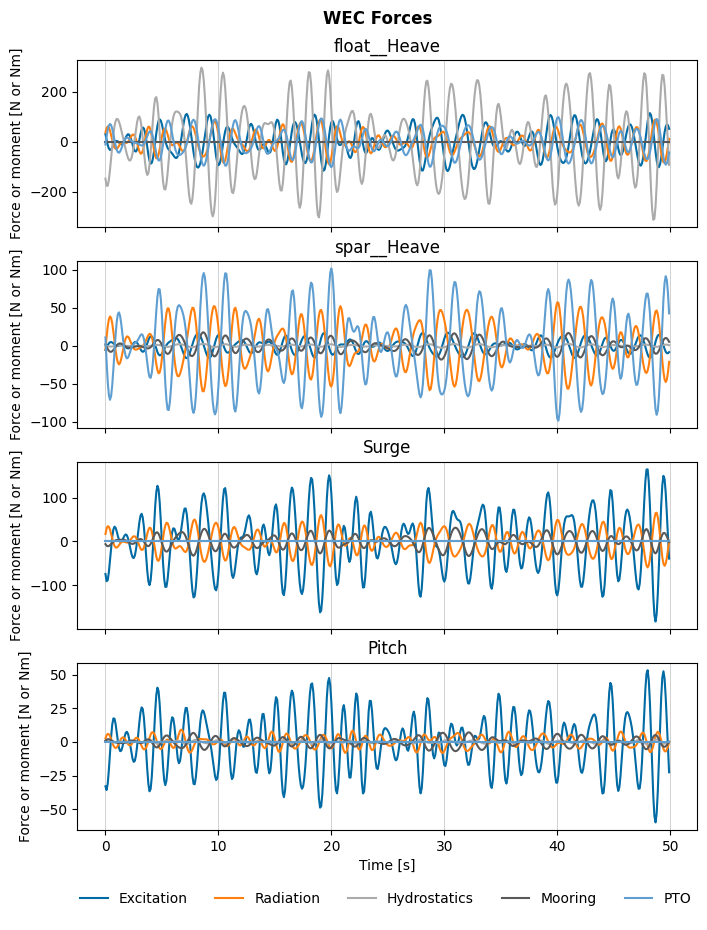 WEC Forces
float__Heave
Force or moment [N or Nm]
200
0
−200
spar__Heave
Force or moment [N or Nm]
100
50
0
−50
−100
Surge
Force or moment [N or Nm]
100
0
−100
Pitch
Force or moment [N or Nm]
50
25
0
−25
−50
0 10 20 30 40 50
Time [s]
Excitation Radiation Hydrostatics Mooring PTO